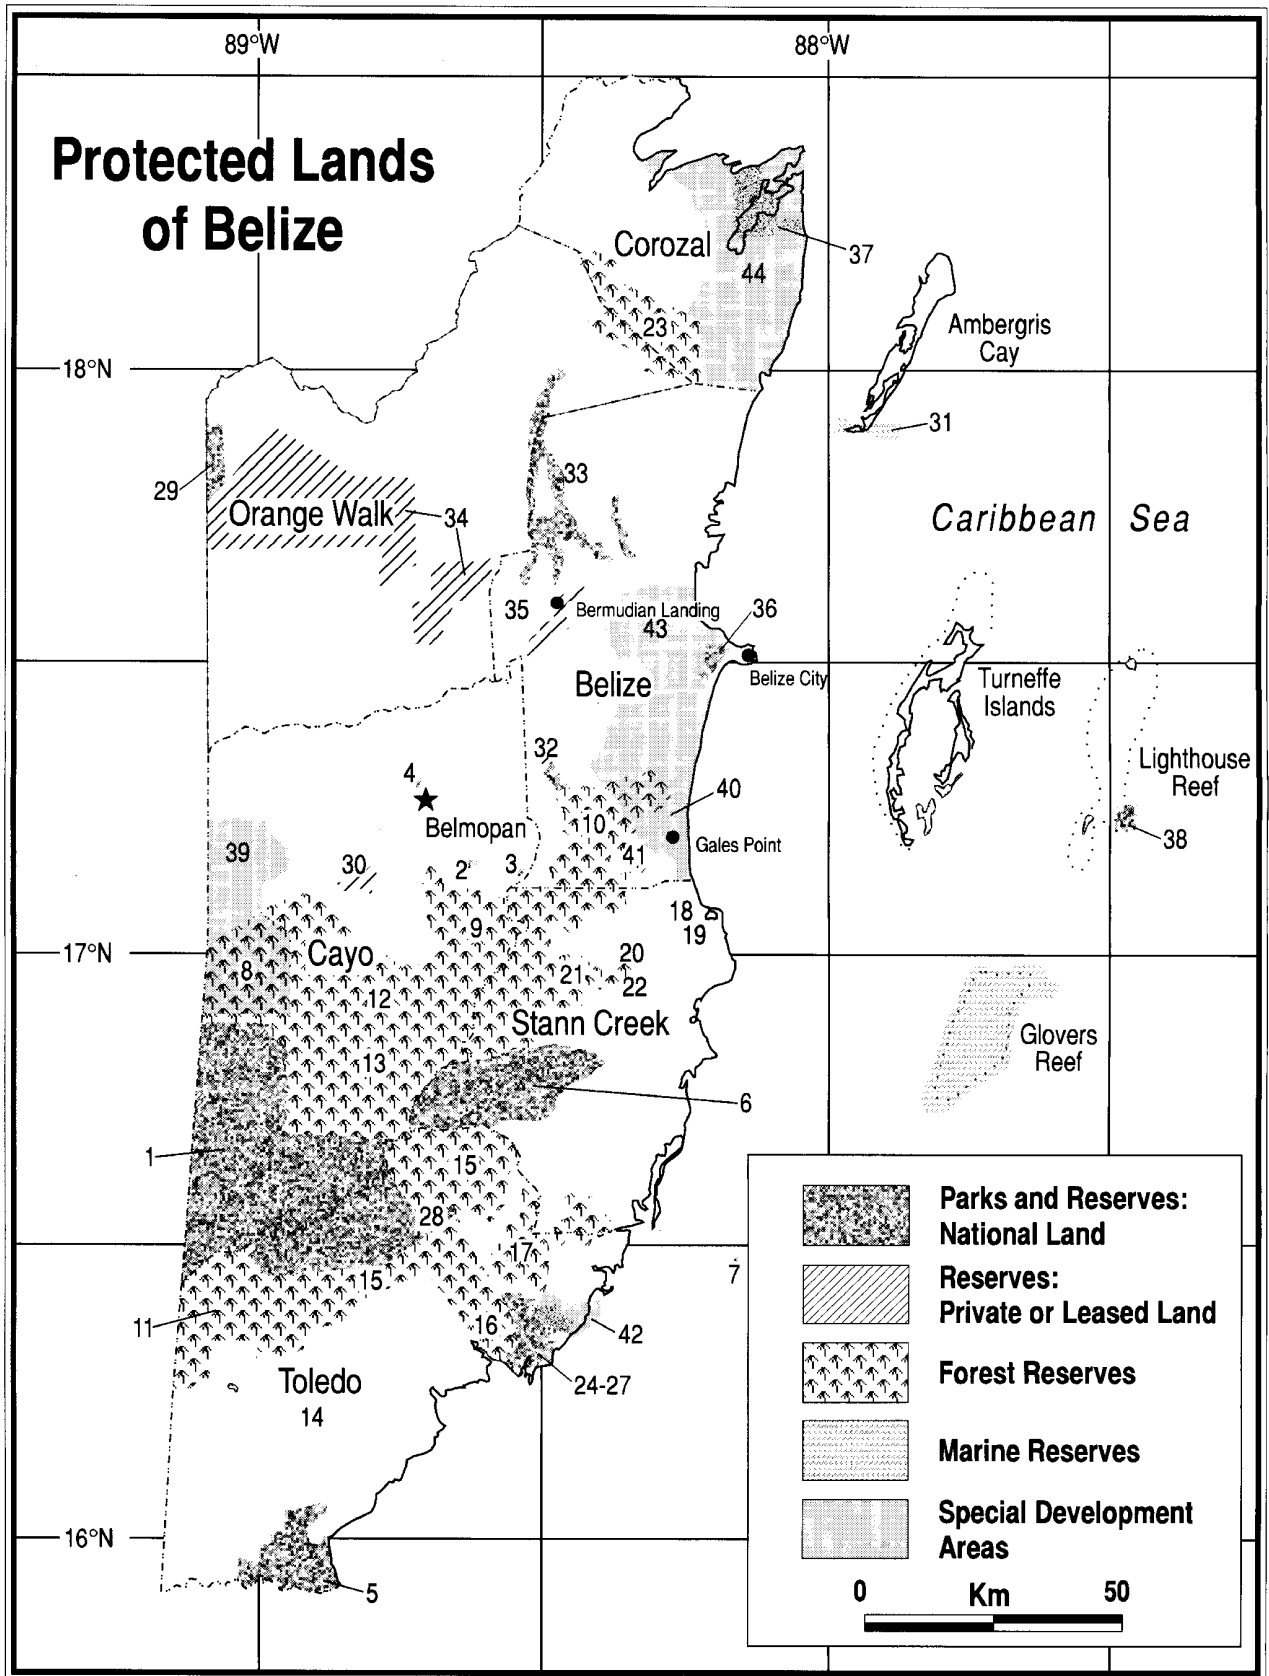 89°W
88°W
Protected Lands
of Belize
Corozal
37
44
23
Ambergris
Cay
18°N
31
33
29
Orange Walk
34
Caribbean Sea
35
Bermudian Landing
36
43
Belize
Belize City
Turneffe
Islands
32
4
Lighthouse
Reef
40
Belmopan
10
Gales Point
38
39
30
2
3
41
18
9
19
17°N
Cayo
20
8
21
12
22
Stann Creek
Glovers
Reef
13
6
1
15
28
17
7
15
11
16
42
24-27
Toledo
14
16°N
5
Parks and Reserves:
National Land
Reserves:
Private or Leased Land
Forest Reserves
Marine Reserves
Special Development
Areas
0 Km 50